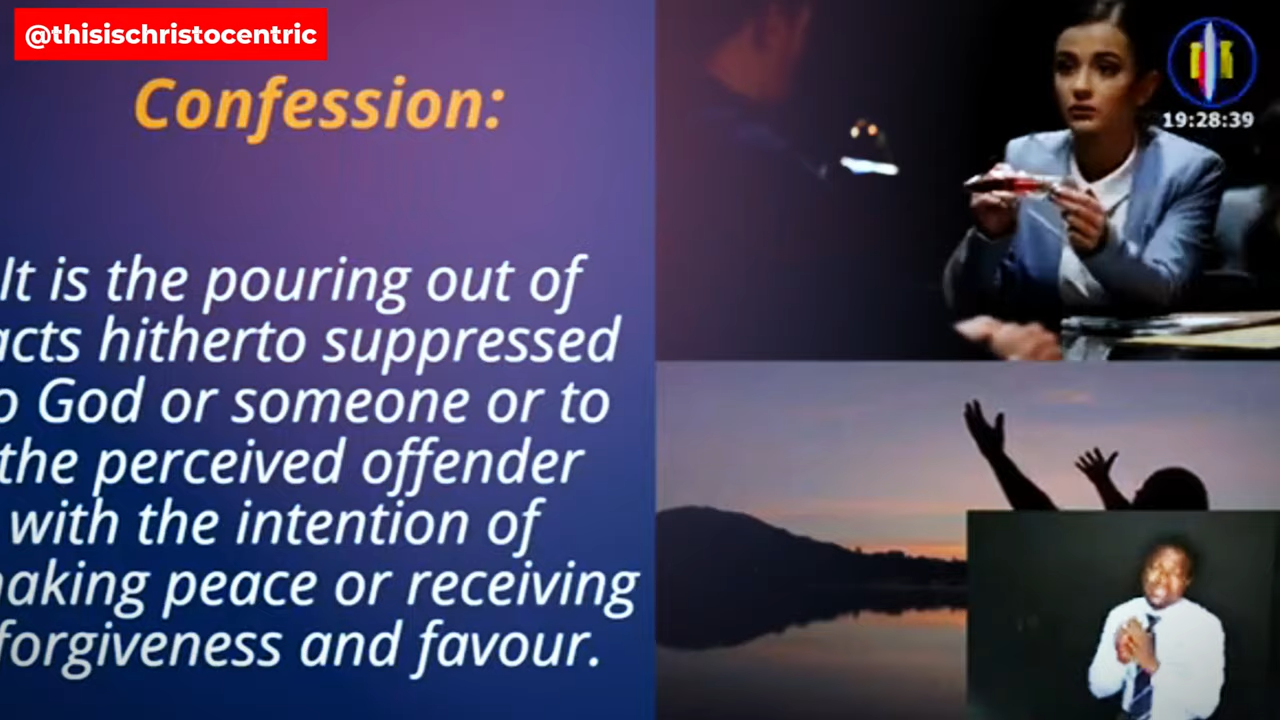 @thisischristocentric
Confession:
19:28:39
It is the pouring out of
acts hitherto suppressed
o God or someone or to
the perceived offender
with the intention of
aking peace or receiving
forgiveness and favour.